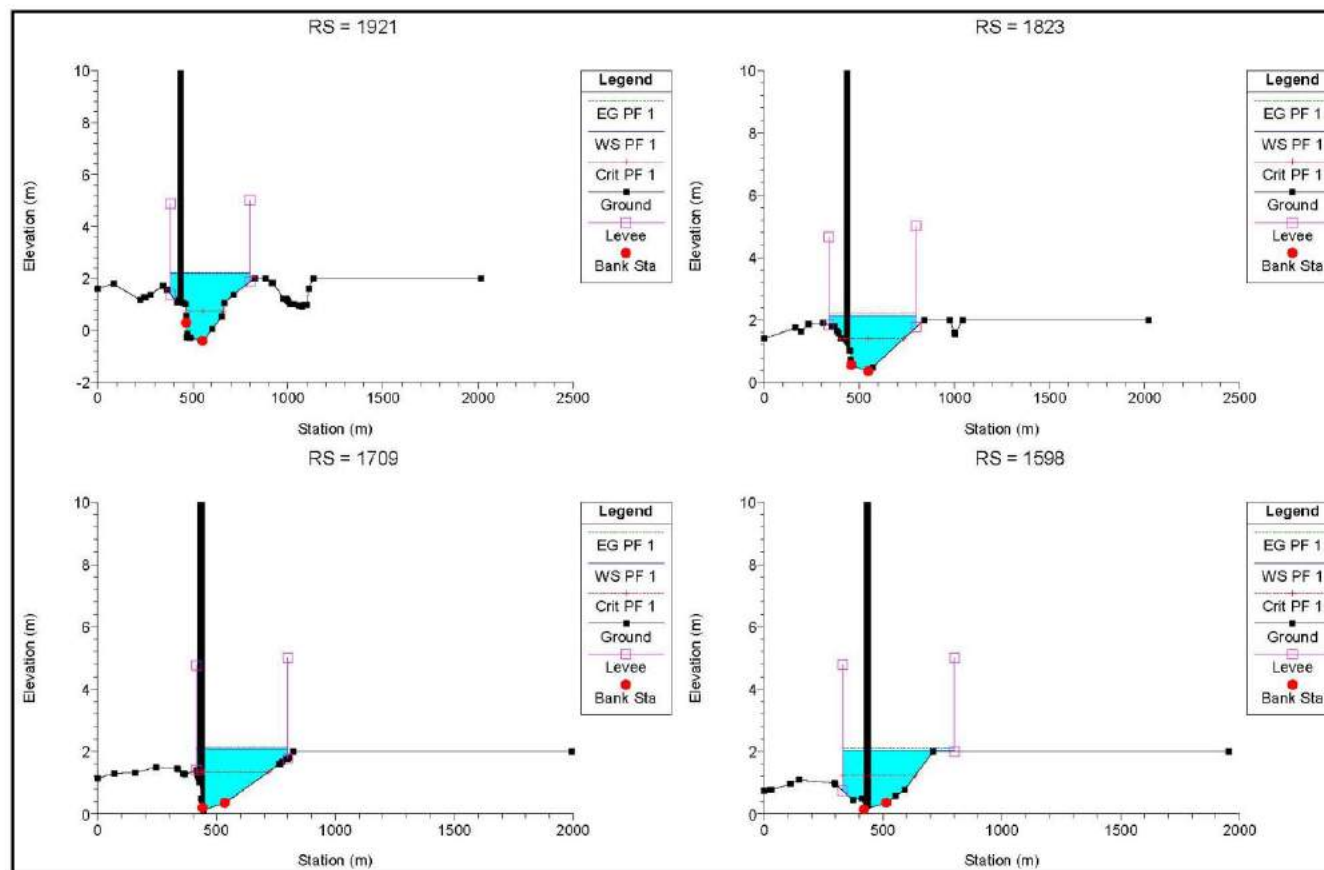 RS = 1921
10
8
6
4
2
0
-2
0
500
1000
1500
2000
2500
Elevation (m)
Station (m)
Legend
EG PF 1
WS PF 1
Crit PF 1
Ground
Levee
Bank Sta
RS = 1823
10
8
6
4
2
0
0
500
1000
1500
2000
2500
Elevation (m)
Station (m)
Legend
EG PF 1
WS PF 1
Crit PF 1
Ground
Levee
Bank Sta
RS = 1709
10
8
6
4
2
0
0
500
1000
1500
2000
Elevation (m)
Station (m)
Legend
EG PF 1
WS PF 1
Crit PF 1
Ground
Levee
Bank Sta
RS = 1598
10
8
6
4
2
0
0
500
1000
1500
2000
Elevation (m)
Station (m)
Legend
EG PF 1
WS PF 1
Crit PF 1
Ground
Levee
Bank Sta